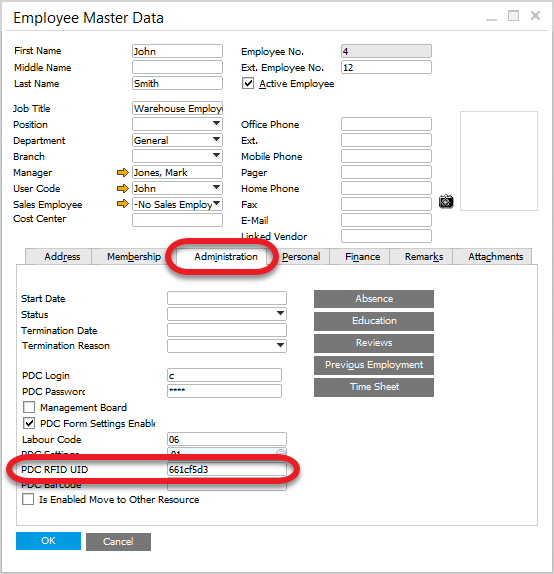 Employee Master Data
First Name John Employee No. 4
Middle Name Ext. Employee No. 12
Last Name Smith Active Employee
Job Title Warehouse Employ
Position Office Phone
Department General Ext.
Branch Mobile Phone
Manager Jones, Mark Pager
User Code John Home Phone
Sales Employee -No Sales Employ Fax
Cost Center E-Mail
Linked Vendor
Address Membership Administration Personal Finance Remarks Attachments
Start Date Absence
Status Education
Termination Date Reviews
Termination Reason Previous Employment
Time Sheet
PDC Login c
PDC Password ****
Management Board
PDC Form Settings Enable
Labour Code 06
PDC Settings 01
PDC RFID UID 661cf5d3
PDC Barcode
Is Enabled Move to Other Resource
OK Cancel